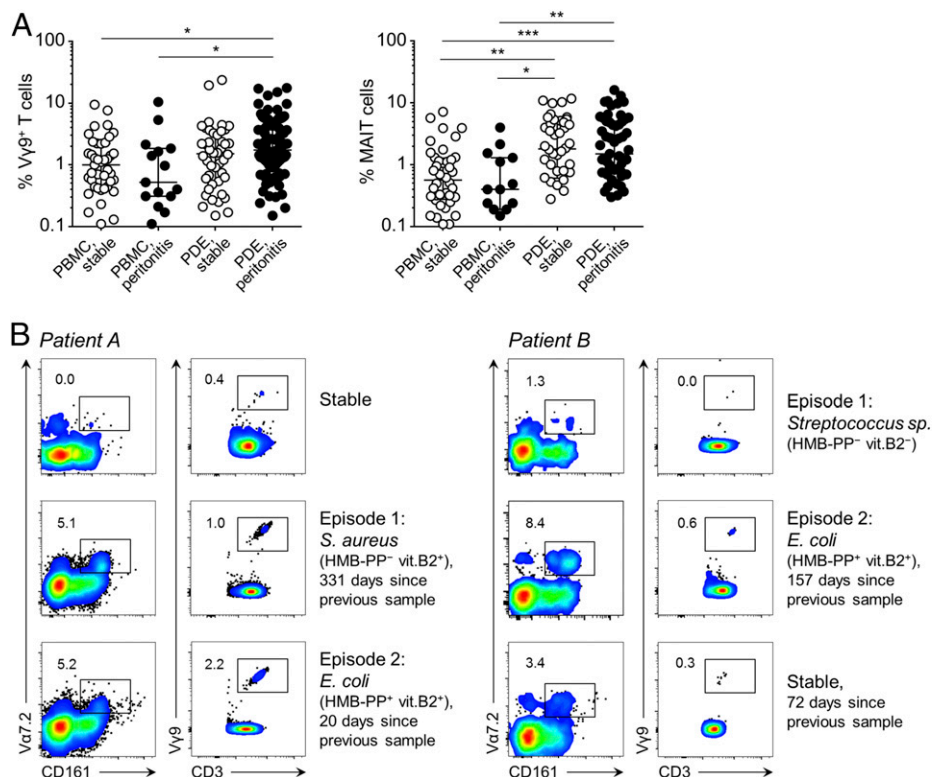 A
% Vγ9⁺ T cells
100
10
1
0.1
*
*
PBMC, stable
PBMC, peritonitis
PDE, stable
PDE, peritonitis
% MAIT cells
100
10
1
0.1
**
***
**
*
PBMC, stable
PBMC, peritonitis
PDE, stable
PDE, peritonitis
B
Patient A
0.0
0.4
Stable
5.1
1.0
Episode 1:
S. aureus
(HMB-PP⁻ vit.B2⁺),
331 days since
previous sample
5.2
2.2
Episode 2:
E. coli
(HMB-PP⁺ vit.B2⁺),
20 days since
previous sample
Vα7.2
CD161
Vγ9
CD3
Patient B
1.3
0.0
Episode 1:
Streptococcus sp.
(HMB-PP⁻ vit.B2⁻)
8.4
0.6
Episode 2:
E. coli
(HMB-PP⁺ vit.B2⁺),
157 days since
previous sample
3.4
0.3
Stable,
72 days since
previous sample
Vα7.2
CD161
Vγ9
CD3